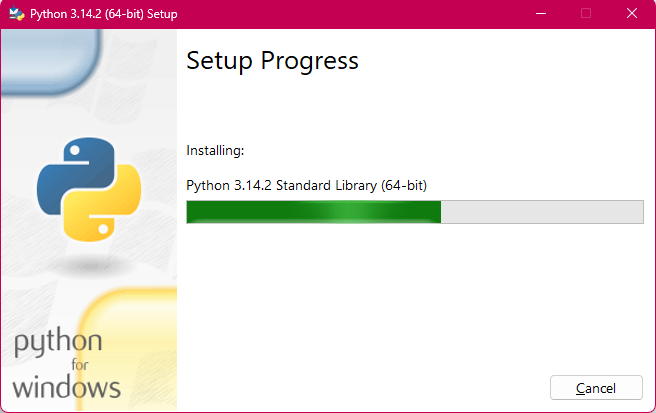 Python 3.14.2 (64-bit) Setup
Setup Progress
Installing:
Python 3.14.2 Standard Library (64-bit)
python
for
windows
Cancel